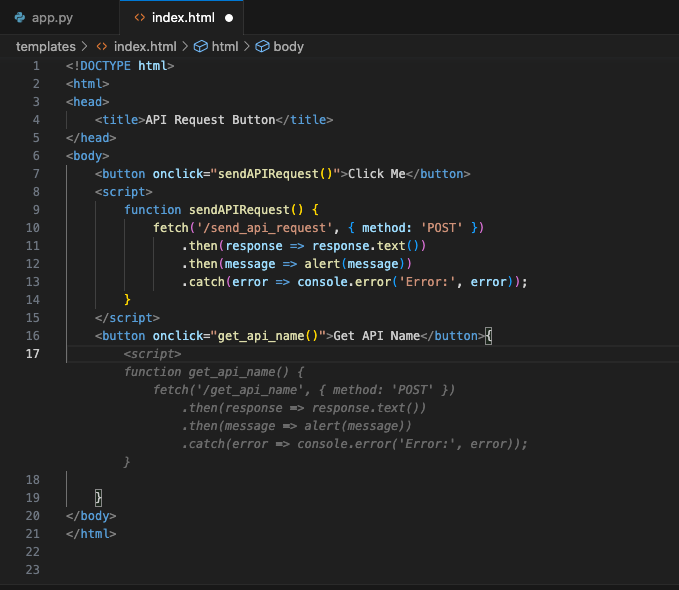 app.py
index.html
templates > index.html > html > body
1 <!DOCTYPE html>
2 <html>
3 <head>
4 <title>API Request Button</title>
5 </head>
6 <body>
7 <button onclick="sendAPIRequest()">Click Me</button>
8 <script>
9 function sendAPIRequest() {
10 fetch('/send_api_request', { method: 'POST' })
11 .then(response => response.text())
12 .then(message => alert(message))
13 .catch(error => console.error('Error:', error));
14 }
15 </script>
16 <button onclick="get_api_name()">Get API Name</button>{
17 <script>
function get_api_name() {
fetch('/get_api_name', { method: 'POST' })
.then(response => response.text())
.then(message => alert(message))
.catch(error => console.error('Error:', error));
}
18
19 }
20 </body>
21 </html>
22
23